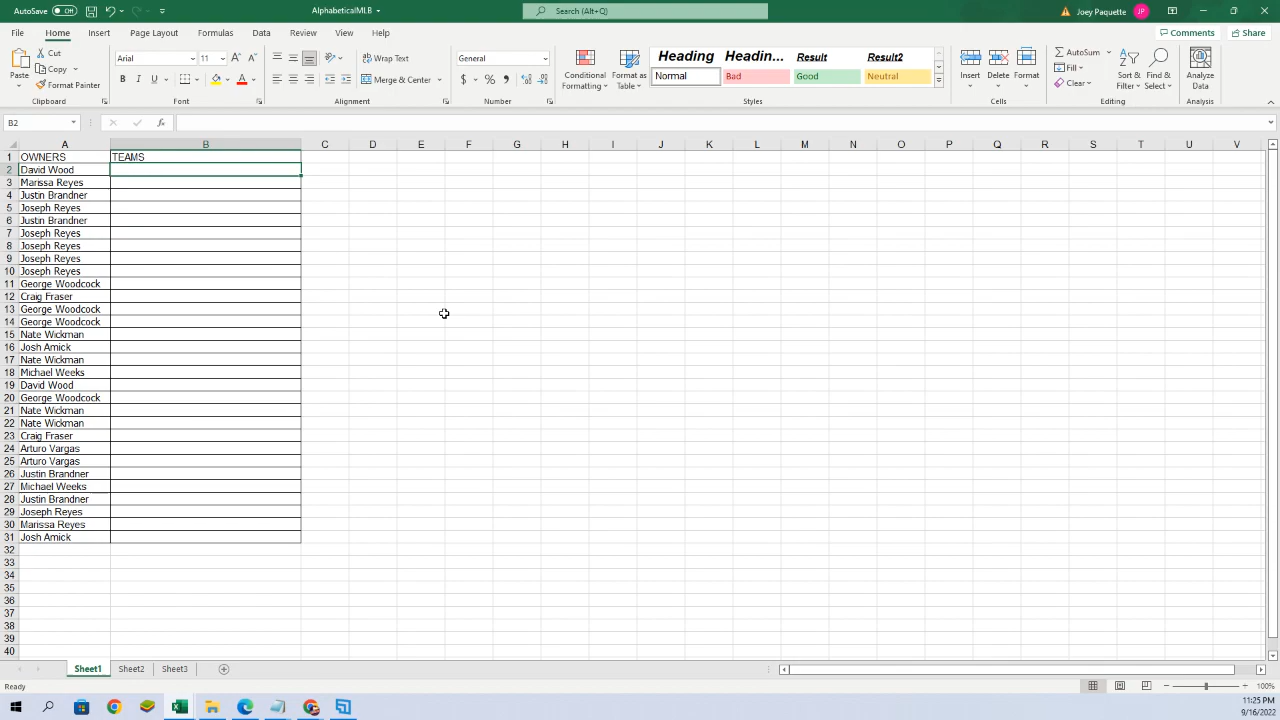 AutoSave Off AlphabeticalMLB Search (Alt+Q) Joey Paquette JP
File Home Insert Page Layout Formulas Data Review View Help Comments Share
Paste Cut Copy Format Painter Clipboard
Arial 11 B I U Font
Wrap Text Merge & Center Alignment
General $ % Number
Conditional Formatting Format as Table
Heading Headin... Result Result2
Normal Bad Good Neutral
Styles
Insert Delete Format Cells
AutoSum Fill Clear Sort & Filter Find & Select Editing
Analyze Data Analysis
B2 fx
A B C D E F G H I J K L M N O P Q R S T U V
1 OWNERS TEAMS
2 David Wood
3 Marissa Reyes
4 Justin Brandner
5 Joseph Reyes
6 Justin Brandner
7 Joseph Reyes
8 Joseph Reyes
9 Joseph Reyes
10 Joseph Reyes
11 George Woodcock
12 Craig Fraser
13 George Woodcock
14 George Woodcock
15 Nate Wickman
16 Josh Amick
17 Nate Wickman
18 Michael Weeks
19 David Wood
20 George Woodcock
21 Nate Wickman
22 Nate Wickman
23 Craig Fraser
24 Arturo Vargas
25 Arturo Vargas
26 Justin Brandner
27 Michael Weeks
28 Justin Brandner
29 Joseph Reyes
30 Marissa Reyes
31 Josh Amick
32
33
34
35
36
37
38
39
40
Sheet1 Sheet2 Sheet3
Ready 100%
11:25 PM
9/16/2022